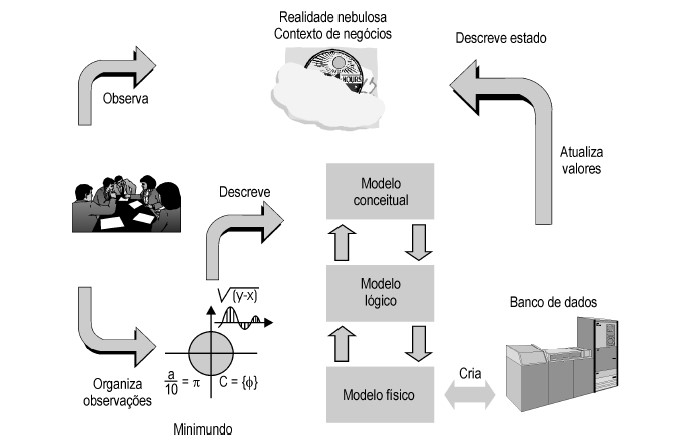 Realidade nebulosa
Contexto de negócios
Descreve estado
Observa
HOURS
Atualiza
valores
Descreve
Modelo
conceitual
√(y-x)
Modelo
lógico
Banco de dados
a/10 = π
C = {ϕ}
Organiza
observações
Minimundo
Modelo físico
Cria